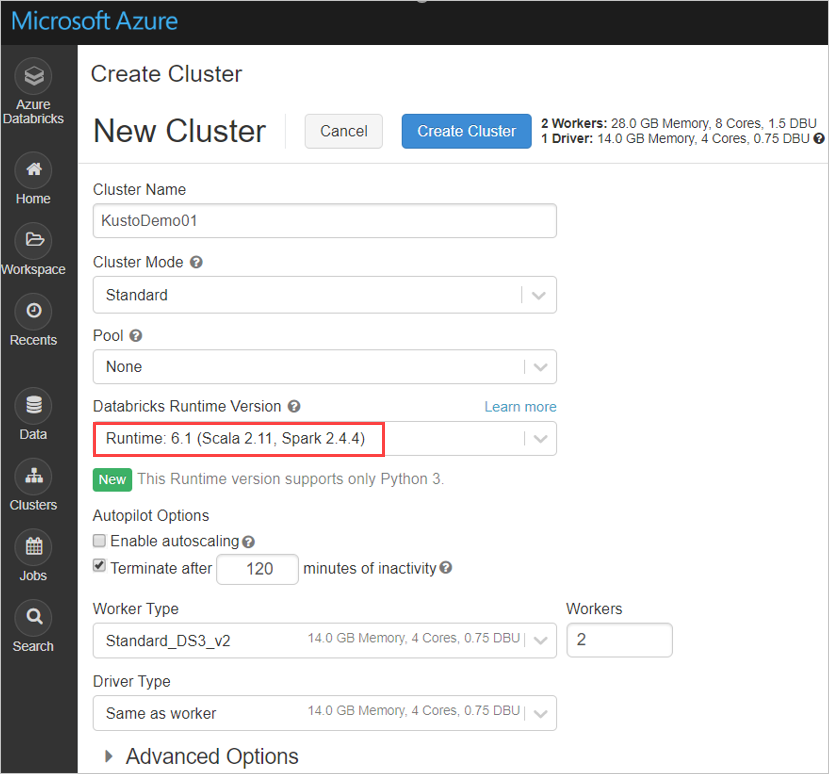 Microsoft Azure
Azure
Databricks
Home
Workspace
Recents
Data
Clusters
Jobs
Search
Create Cluster
New Cluster
Cancel
Create Cluster
2 Workers: 28.0 GB Memory, 8 Cores, 1.5 DBU
1 Driver: 14.0 GB Memory, 4 Cores, 0.75 DBU ?
Cluster Name
KustoDemo01
Cluster Mode ?
Standard
Pool ?
None
Databricks Runtime Version ? Learn more
Runtime: 6.1 (Scala 2.11, Spark 2.4.4)
New This Runtime version supports only Python 3.
Autopilot Options
Enable autoscaling ?
Terminate after 120 minutes of inactivity ?
Worker Type Workers
Standard_DS3_v2 14.0 GB Memory, 4 Cores, 0.75 DBU 2
Driver Type
Same as worker 14.0 GB Memory, 4 Cores, 0.75 DBU
Advanced Options